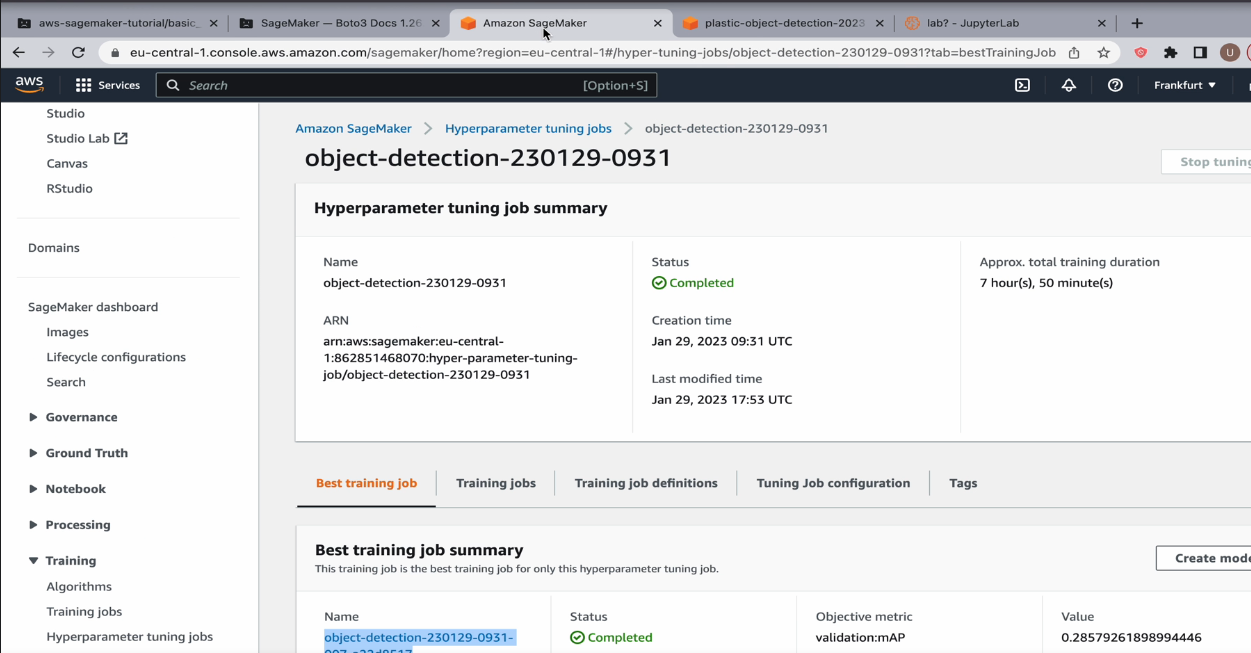 aws-sagemaker-tutorial/basic_
SageMaker — Boto3 Docs 1.26
Amazon SageMaker
plastic-object-detection-2023
lab? - JupyterLab
eu-central-1.console.aws.amazon.com/sagemaker/home?region=eu-central-1#/hyper-tuning-jobs/object-detection-230129-0931?tab=bestTrainingJob
U
aws
Services
Search
[Option+S]
Frankfurt
Studio
Studio Lab
Canvas
RStudio
Domains
SageMaker dashboard
Images
Lifecycle configurations
Search
Governance
Ground Truth
Notebook
Processing
Training
Algorithms
Training jobs
Hyperparameter tuning jobs
Amazon SageMaker
Hyperparameter tuning jobs
object-detection-230129-0931
object-detection-230129-0931
Stop tuning
Hyperparameter tuning job summary
Name
object-detection-230129-0931
ARN
arn:aws:sagemaker:eu-central-
1:862851468070:hyper-parameter-tuning-
job/object-detection-230129-0931
Status
Completed
Creation time
Jan 29, 2023 09:31 UTC
Last modified time
Jan 29, 2023 17:53 UTC
Approx. total training duration
7 hour(s), 50 minute(s)
Best training job
Training jobs
Training job definitions
Tuning Job configuration
Tags
Best training job summary
This training job is the best training job for only this hyperparameter tuning job.
Create mode
Name
object-detection-230129-0931-
Status
Completed
Objective metric
validation:mAP
Value
0.28579261898994446